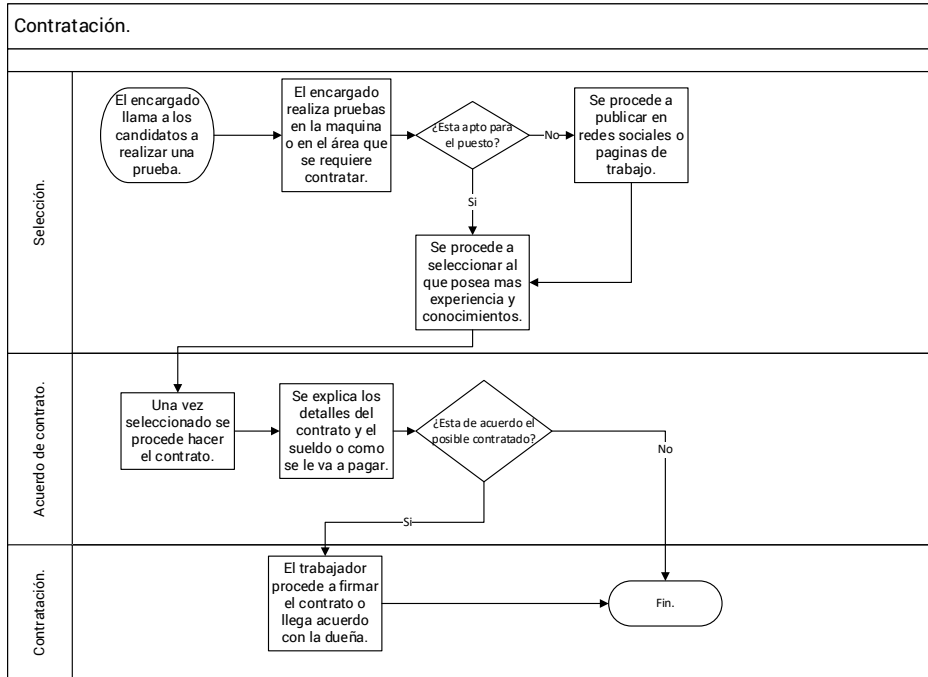 Contratación.
Selección.
El encargado
llama a los
candidatos a
realizar una
prueba.
El encargado
realiza pruebas
en la maquina
o en el área que
se requiere
contratar.
¿Esta apto para
el puesto?
No
Se procede a
publicar en
redes sociales o
paginas de
trabajo.
Si
Se procede a
seleccionar al
que posea mas
experiencia y
conocimientos.
Acuerdo de contrato.
Una vez
seleccionado se
procede hacer
el contrato.
Se explica los
detalles del
contrato y el
sueldo o como
se le va a pagar.
¿Esta de acuerdo el
posible contratado?
No
Si
Contratación.
El trabajador
procede a firmar
el contrato o
llega acuerdo
con la dueña.
Fin.